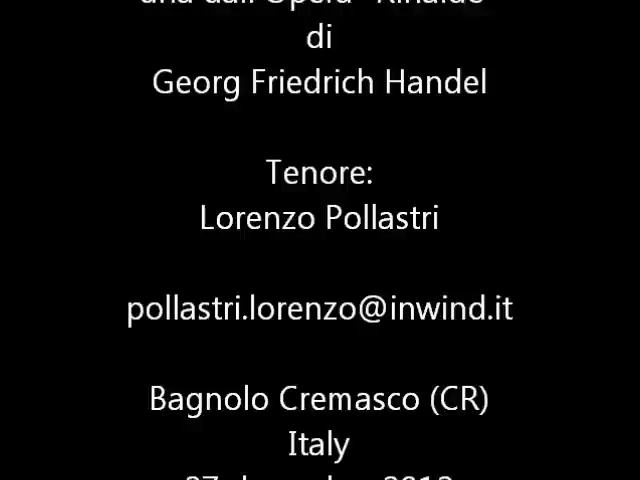 di
Georg Friedrich Handel
Tenore:
Lorenzo Pollastri
pollastri.lorenzo@inwind.it
Bagnolo Cremasco (CR)
Italy